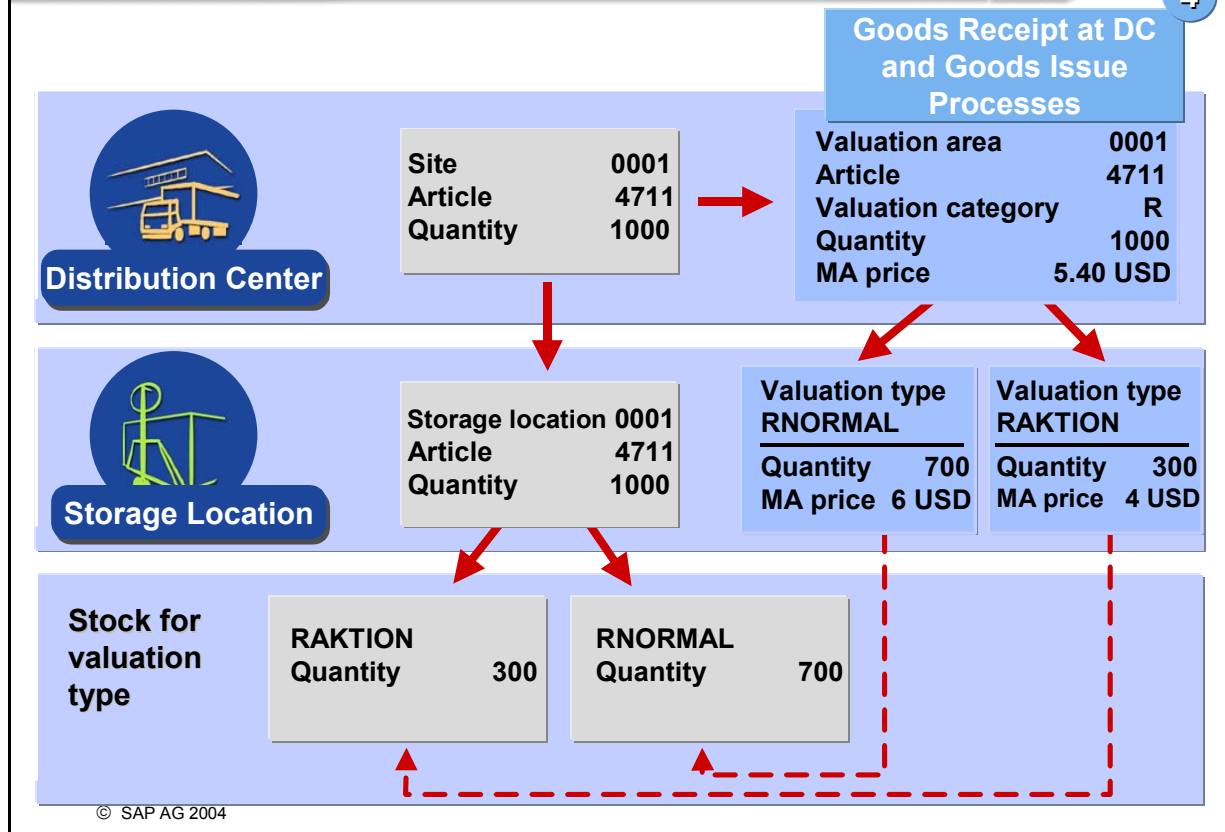 4
Goods Receipt at DC
and Goods Issue
Processes
Distribution Center
Site 0001
Article 4711
Quantity 1000
Valuation area 0001
Article 4711
Valuation category R
Quantity 1000
MA price 5.40 USD
Storage Location
Storage location 0001
Article 4711
Quantity 1000
Valuation type
RNORMAL
Quantity 700
MA price 6 USD
Valuation type
RAKTION
Quantity 300
MA price 4 USD
Stock for
valuation
type
RAKTION
Quantity 300
RNORMAL
Quantity 700
© SAP AG 2004